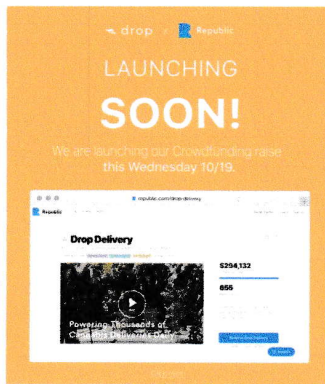 drop / Republic
LAUNCHING
SOON!
We are launching our Crowdfunding raise
this Wednesday 10/19.
republic.com/drop-delivery
Republic
Drop Delivery
$294,132
655
Powering Thousands of
Cannabis Deliveries Daily